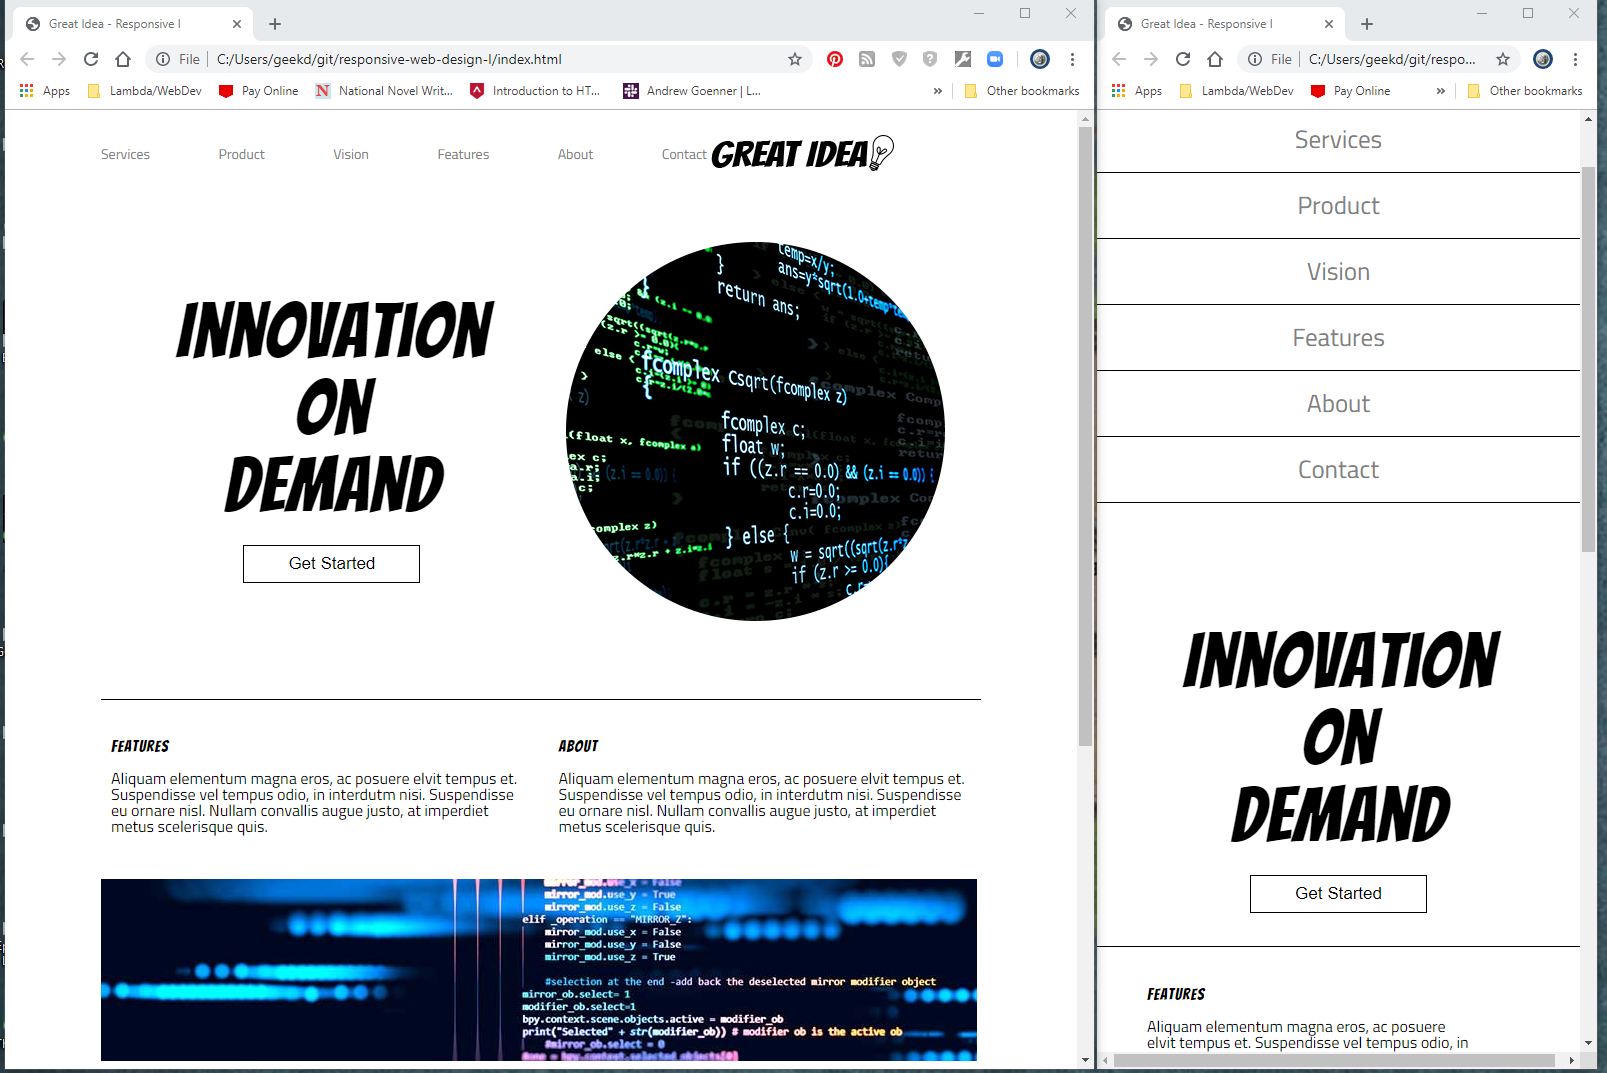 Great Idea - Responsive I
File C:/Users/geekd/git/responsive-web-design-I/index.html
Apps Lambda/WebDev Pay Online National Novel Writ... Introduction to HT... Andrew Goenner | L... » Other bookmarks
Services Product Vision Features About Contact GREAT IDEA
INNOVATION
ON
DEMAND
Get Started
temp=x/y;
}
return ans;
fcomplex Csqrt(fcomplex z)
{
fcomplex c;
float w;
if ((z.r == 0.0) && (z.i == 0.0)) {
c.r=0.0;
c.i=0.0;
} else {
if (z.r >= 0.0){
FEATURES
Aliquam elementum magna eros, ac posuere elvit tempus et.
Suspendisse vel tempus odio, in interdutm nisi. Suspendisse
eu ornare nisl. Nullam convallis augue justo, at imperdiet
metus scelerisque quis.
ABOUT
Aliquam elementum magna eros, ac posuere elvit tempus et.
Suspendisse vel tempus odio, in interdutm nisi. Suspendisse
eu ornare nisl. Nullam convallis augue justo, at imperdiet
metus scelerisque quis.
mirror_mod.use_x = False
mirror_mod.use_y = True
mirror_mod.use_z = False
elif _operation == "MIRROR_Z":
mirror_mod.use_x = False
mirror_mod.use_y = False
mirror_mod.use_z = True
#selection at the end -add back the deselected mirror modifier object
mirror_ob.select= 1
modifier_ob.select=1
bpy.context.scene.objects.active = modifier_ob
print("Selected" + str(modifier_ob)) # modifier ob is the active ob
#mirror_ob.select = 0
Great Idea - Responsive I
File C:/Users/geekd/git/respo...
Apps Lambda/WebDev Pay Online » Other bookmarks
Services
Product
Vision
Features
About
Contact
INNOVATION
ON
DEMAND
Get Started
FEATURES
Aliquam elementum magna eros, ac posuere
elvit tempus et. Suspendisse vel tempus odio, in